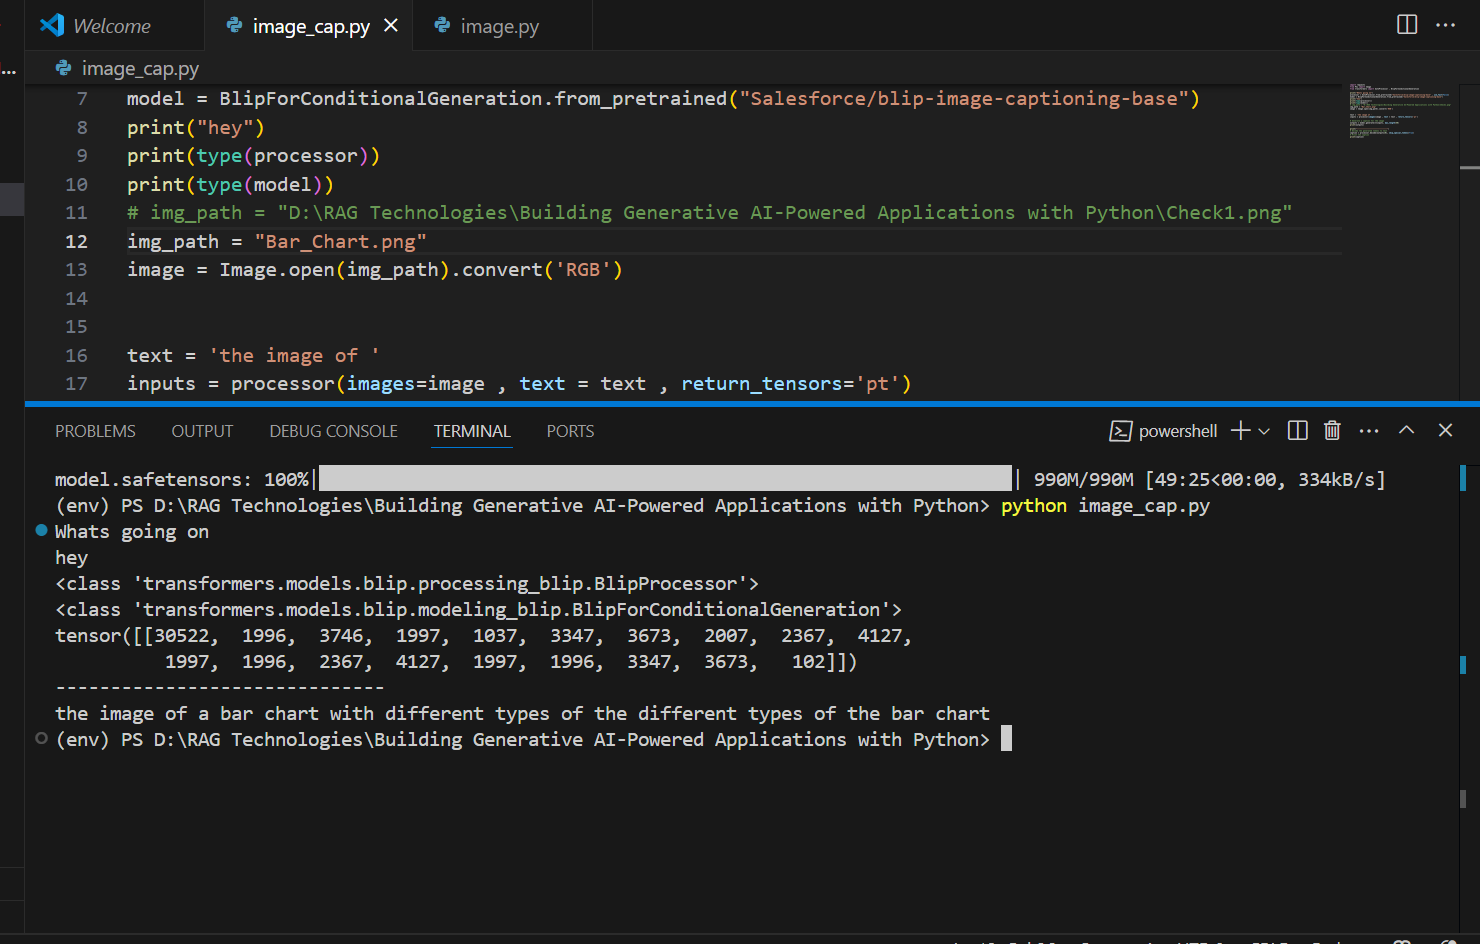 Welcome
image_cap.py
image.py
...
image_cap.py
7 model = BlipForConditionalGeneration.from_pretrained("Salesforce/blip-image-captioning-base")
8 print("hey")
9 print(type(processor))
10 print(type(model))
11 # img_path = "D:\RAG Technologies\Building Generative AI-Powered Applications with Python\Check1.png"
12 img_path = "Bar_Chart.png"
13 image = Image.open(img_path).convert('RGB')
14
15
16 text = 'the image of '
17 inputs = processor(images=image , text = text , return_tensors='pt')
PROBLEMS OUTPUT DEBUG CONSOLE TERMINAL PORTS powershell
model.safetensors: 100%| | 990M/990M [49:25<00:00, 334kB/s]
(env) PS D:\RAG Technologies\Building Generative AI-Powered Applications with Python> python image_cap.py
Whats going on
hey
<class 'transformers.models.blip.processing_blip.BlipProcessor'>
<class 'transformers.models.blip.modeling_blip.BlipForConditionalGeneration'>
tensor([[30522, 1996, 3746, 1997, 1037, 3347, 3673, 2007, 2367, 4127,
1997, 1996, 2367, 4127, 1997, 1996, 3347, 3673, 102]])
------------------------------
the image of a bar chart with different types of the different types of the bar chart
(env) PS D:\RAG Technologies\Building Generative AI-Powered Applications with Python>